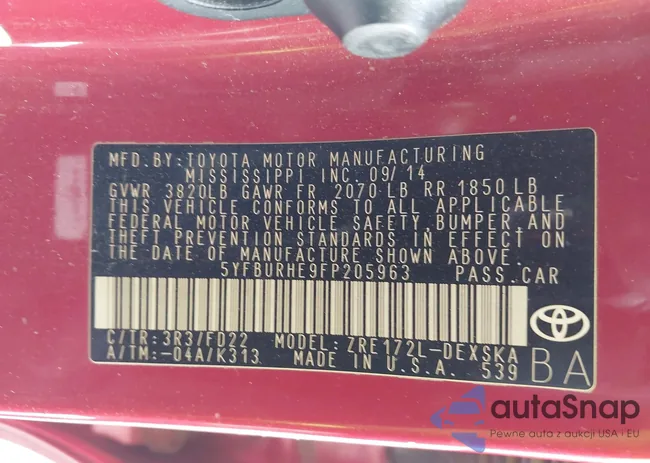 MFD. BY: TOYOTA MOTOR MANUFACTURING
MISSISSIPPI INC. 09/14
GVWR 3820LB GAWR FR 2070 LB RR 1850 LB
THIS VEHICLE CONFORMS TO ALL APPLICABLE
FEDERAL MOTOR VEHICLE SAFETY, BUMPER, AND
THEFT PREVENTION STANDARDS IN EFFECT ON
THE DATE OF MANUFACTURE SHOWN ABOVE.
5YFBURHE9FP205963 PASS. CAR
C/TR: 3R37/FD22 MODEL: ZRE172L-DEXSKA
A/TM: -04A/K313 MADE IN U.S.A. 539
BA
autaSnap
Pewne auta z aukcji USA i EU